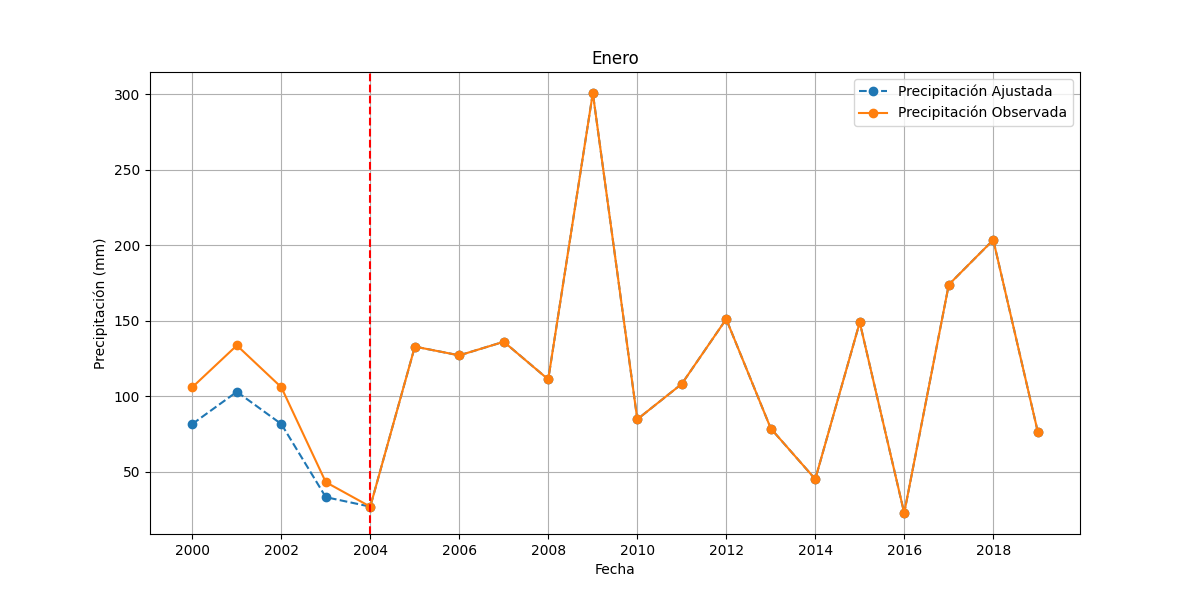 Enero
Precipitación Ajustada
Precipitación Observada
Precipitación (mm)
300
250
200
150
100
50
2000 2002 2004 2006 2008 2010 2012 2014 2016 2018
Fecha